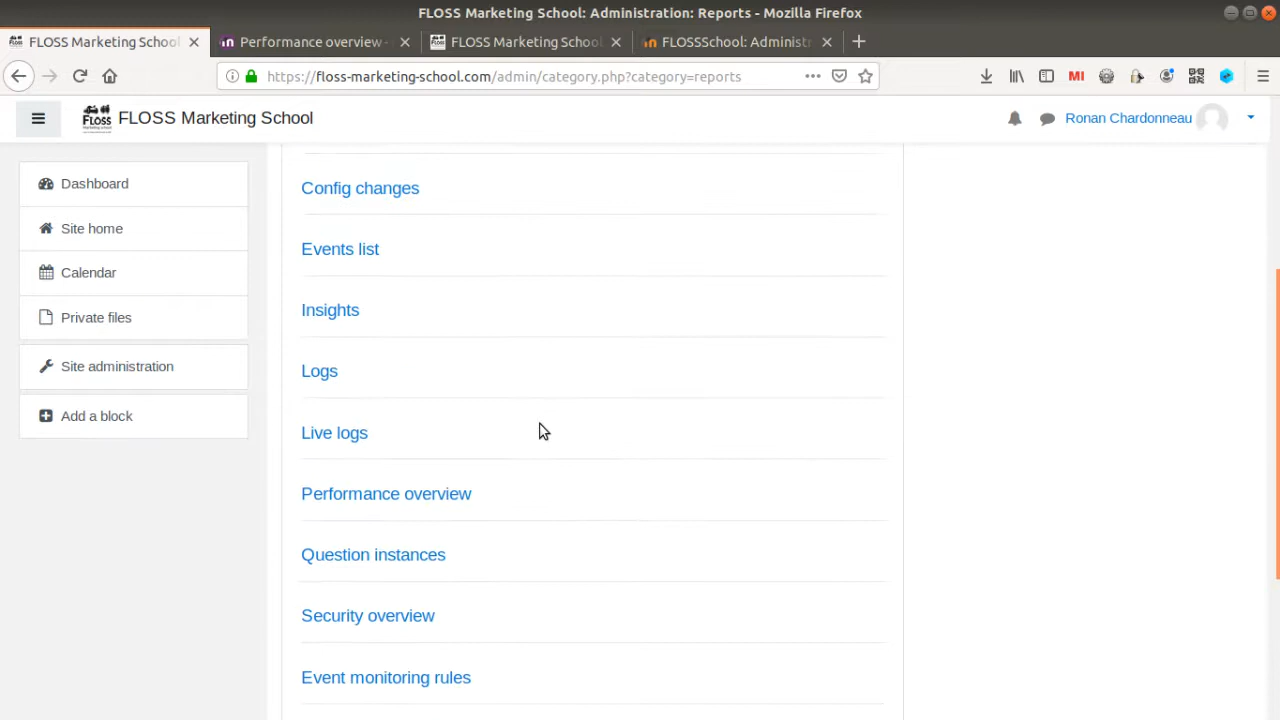 FLOSS Marketing School: Administration: Reports - Mozilla Firefox
FLOSS Marketing School:
Performance overview -
FLOSS Marketing School:
FLOSSSchool: Administr
https://floss-marketing-school.com/admin/category.php?category=reports
MI
FLOSS
FLOSS Marketing School
Ronan Chardonneau
Dashboard
Site home
Calendar
Private files
Site administration
Add a block
Config changes
Events list
Insights
Logs
Live logs
Performance overview
Question instances
Security overview
Event monitoring rules